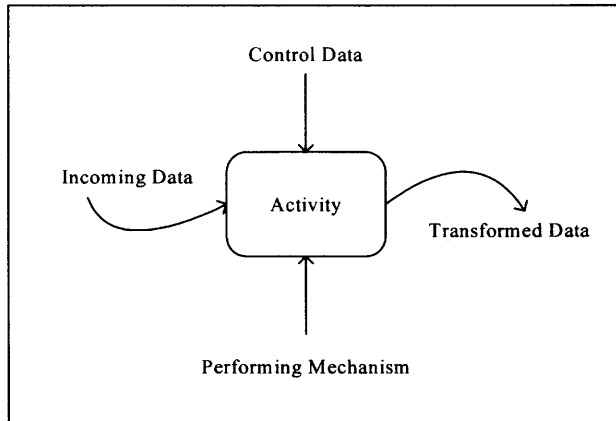 Control Data
Incoming Data
Activity
Transformed Data
Performing Mechanism